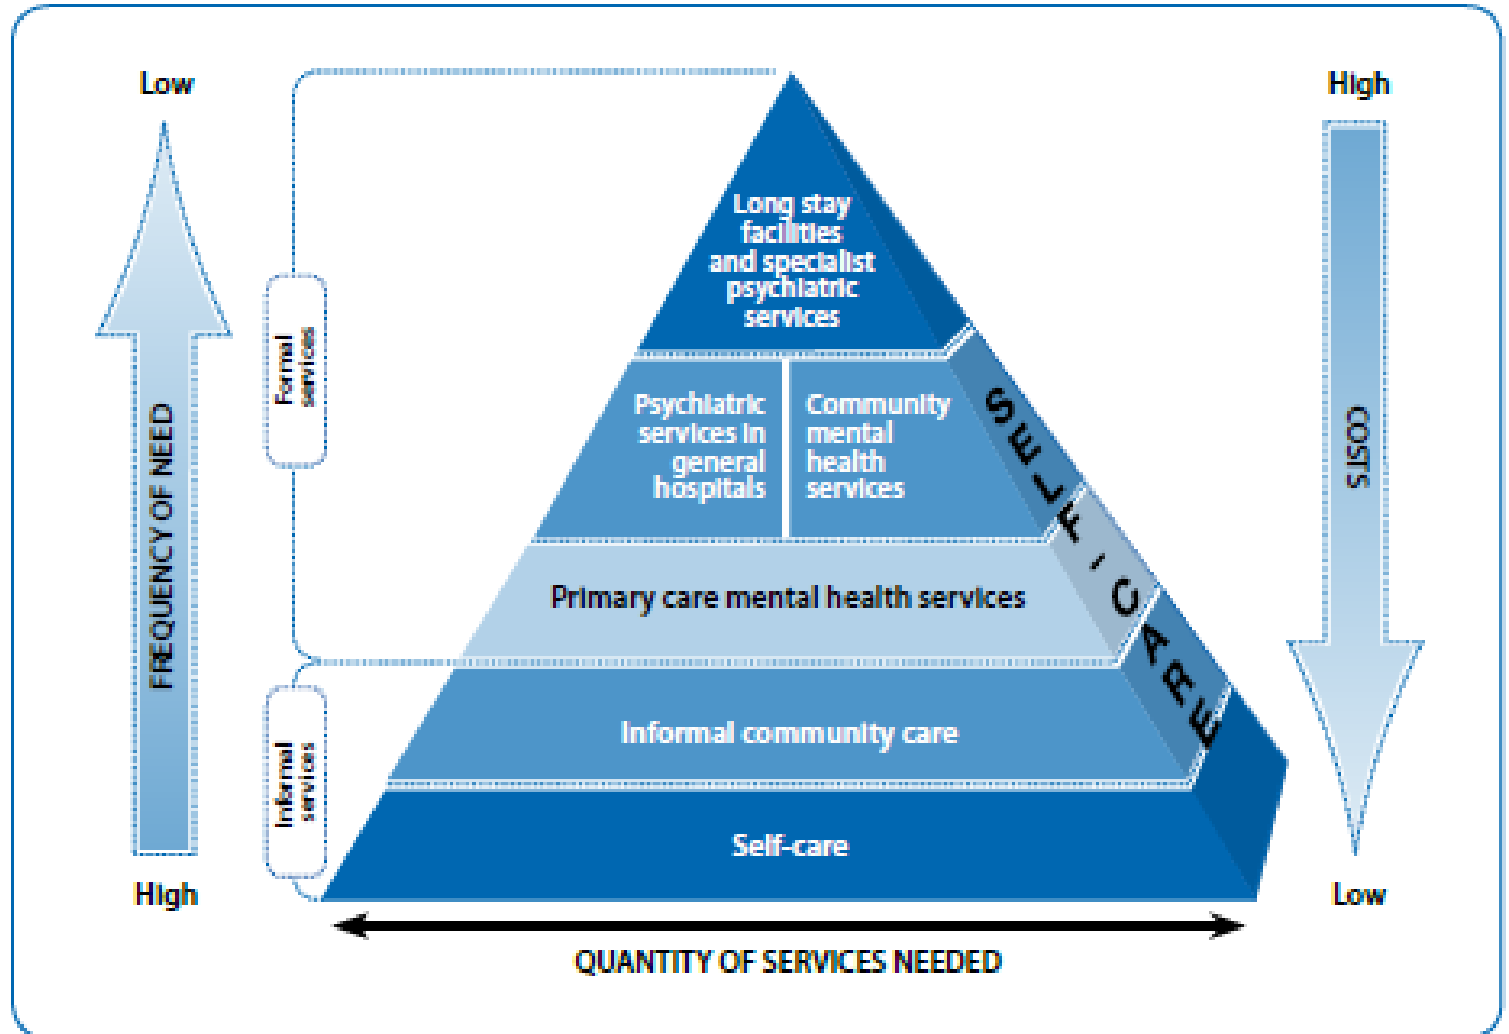 Low
High
Long stay
facilities
and specialist
psychiatric
services
Formal
services
FREQUENCY OF NEED
Psychiatric
services in
general
hospitals
Community
mental
health
services
SELF-CARE
COSTS
Primary care mental health services
Informal
services
Informal community care
Self-care
High
Low
QUANTITY OF SERVICES NEEDED